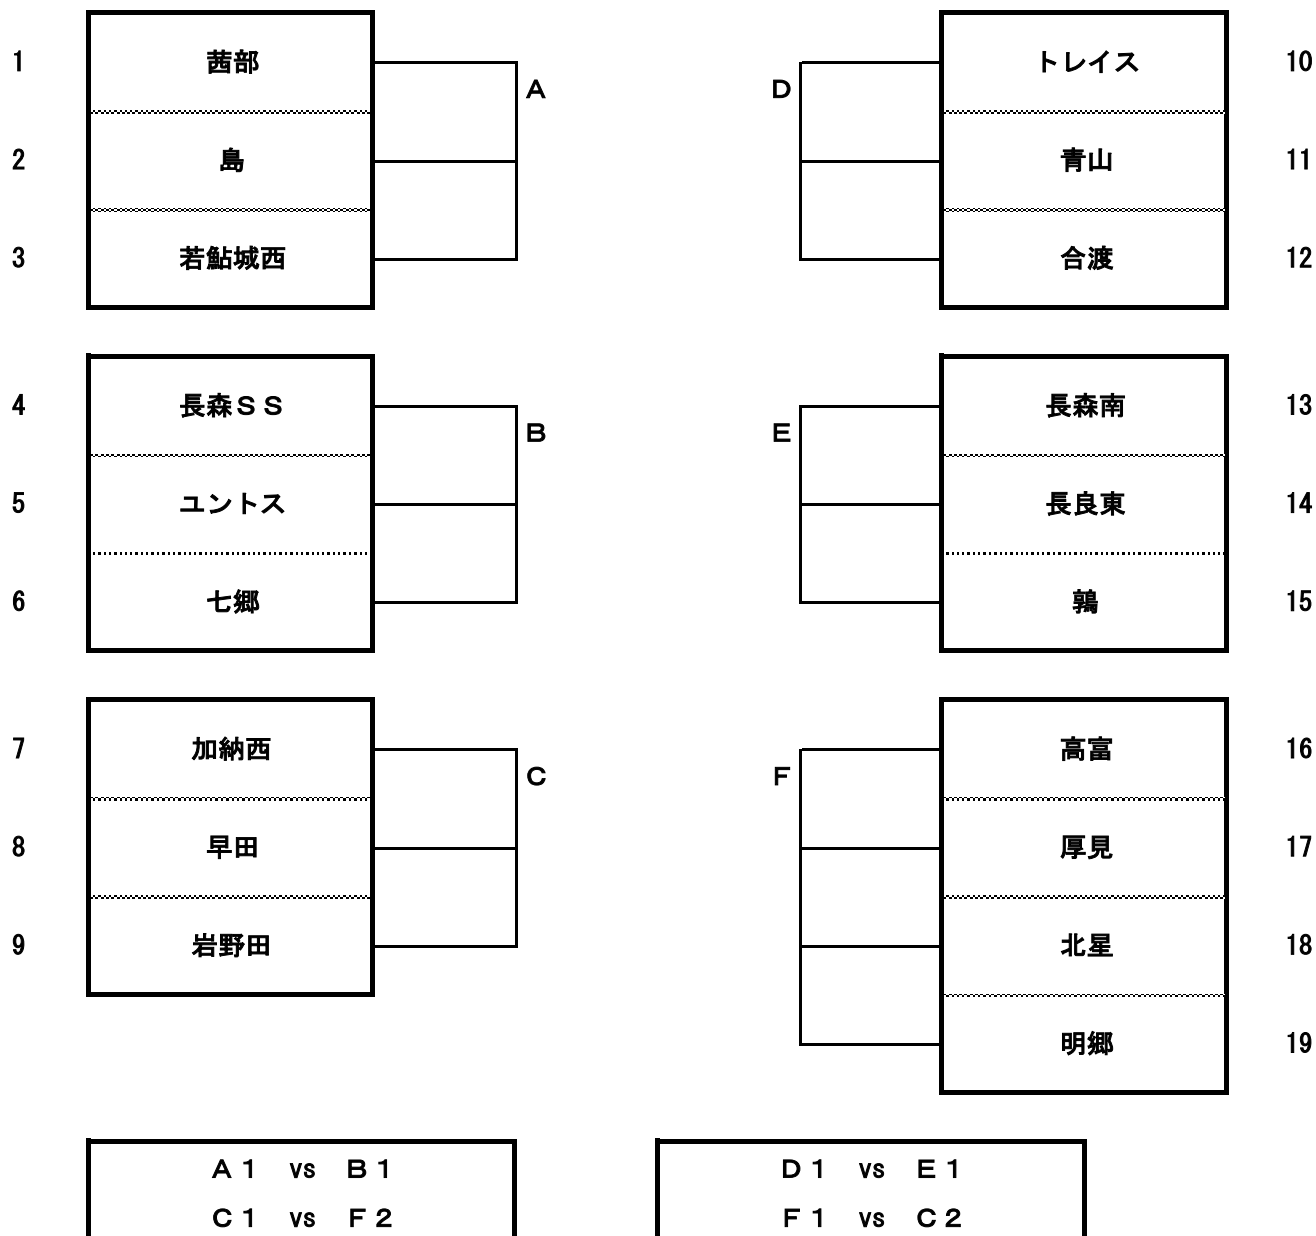 1 茜部
2 島
3 若鮎城西
A
4 長森ＳＳ
5 ユントス
6 七郷
B
7 加納西
8 早田
9 岩野田
C
トレイス 10
青山 11
合渡 12
D
長森南 13
長良東 14
鶉 15
E
高富 16
厚見 17
北星 18
明郷 19
F
Ａ１ vs Ｂ１
Ｃ１ vs Ｆ２
Ｄ１ vs Ｅ１
Ｆ１ vs Ｃ２